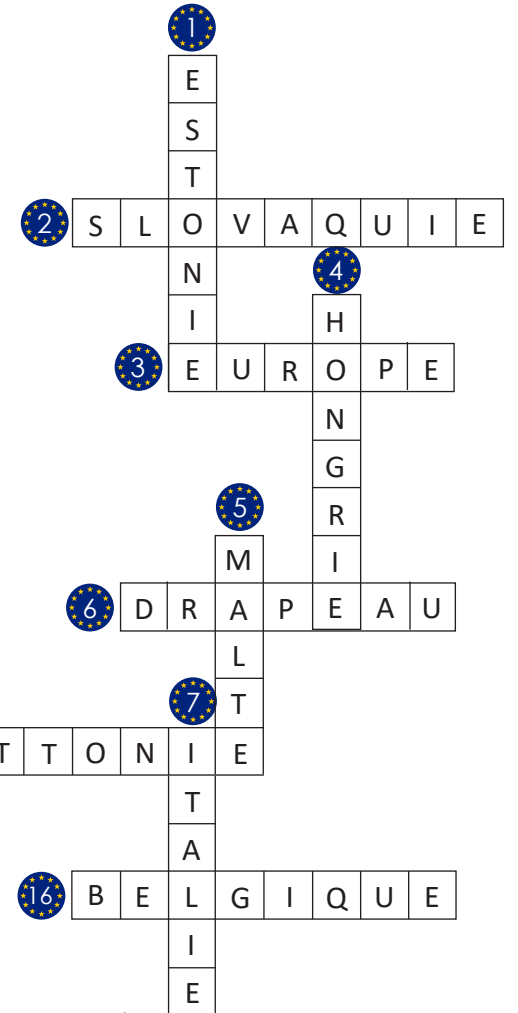 1
ESTONIE
2 SLOVAQUIE
4
HONGRIE
3 EUROPE
5
MALTE
6 DRAPEAU
7
ITALIE
TTONIE
16 BELGIQUE